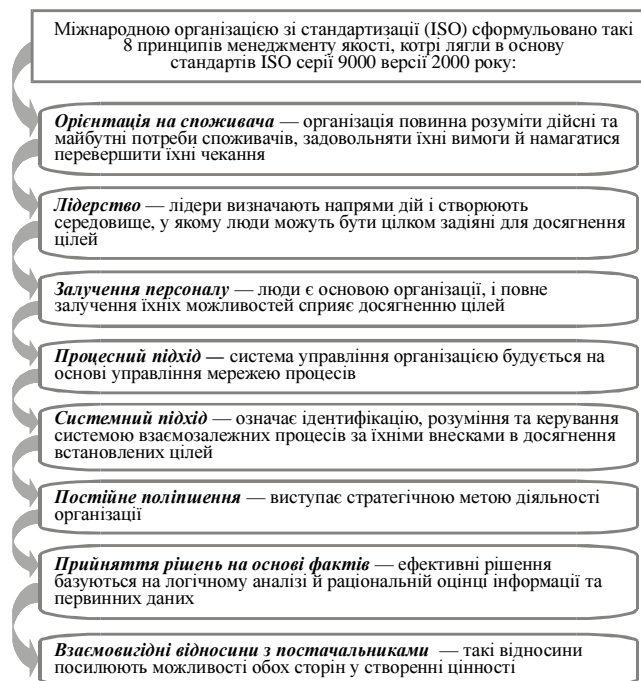 Міжнародною організацією зі стандартизації (ISO) сформульовано такі
8 принципів менеджменту якості, котрі лягли в основу
стандартів ISO серії 9000 версії 2000 року:
Орієнтація на споживача — організація повинна розуміти дійсні та
майбутні потреби споживачів, задовольняти їхні вимоги й намагатися
перевершити їхні чекання
Лідерство — лідери визначають напрями дій і створюють
середовище, у якому люди можуть бути цілком задіяні для досягнення
цілей
Залучення персоналу — люди є основою організації, і повне
залучення їхніх можливостей сприяє досягненню цілей
Процесний підхід — система управління організацією будується на
основі управління мережею процесів
Системний підхід — означає ідентифікацію, розуміння та керування
системою взаємозалежних процесів за їхніми внесками в досягнення
встановлених цілей
Постійне поліпшення — виступає стратегічною метою діяльності
організації
Прийняття рішень на основі фактів — ефективні рішення
базуються на логічному аналізі й раціональній оцінці інформації та
первинних даних
Взаємовигідні відносини з постачальниками — такі відносини
посилюють можливості обох сторін у створенні цінності